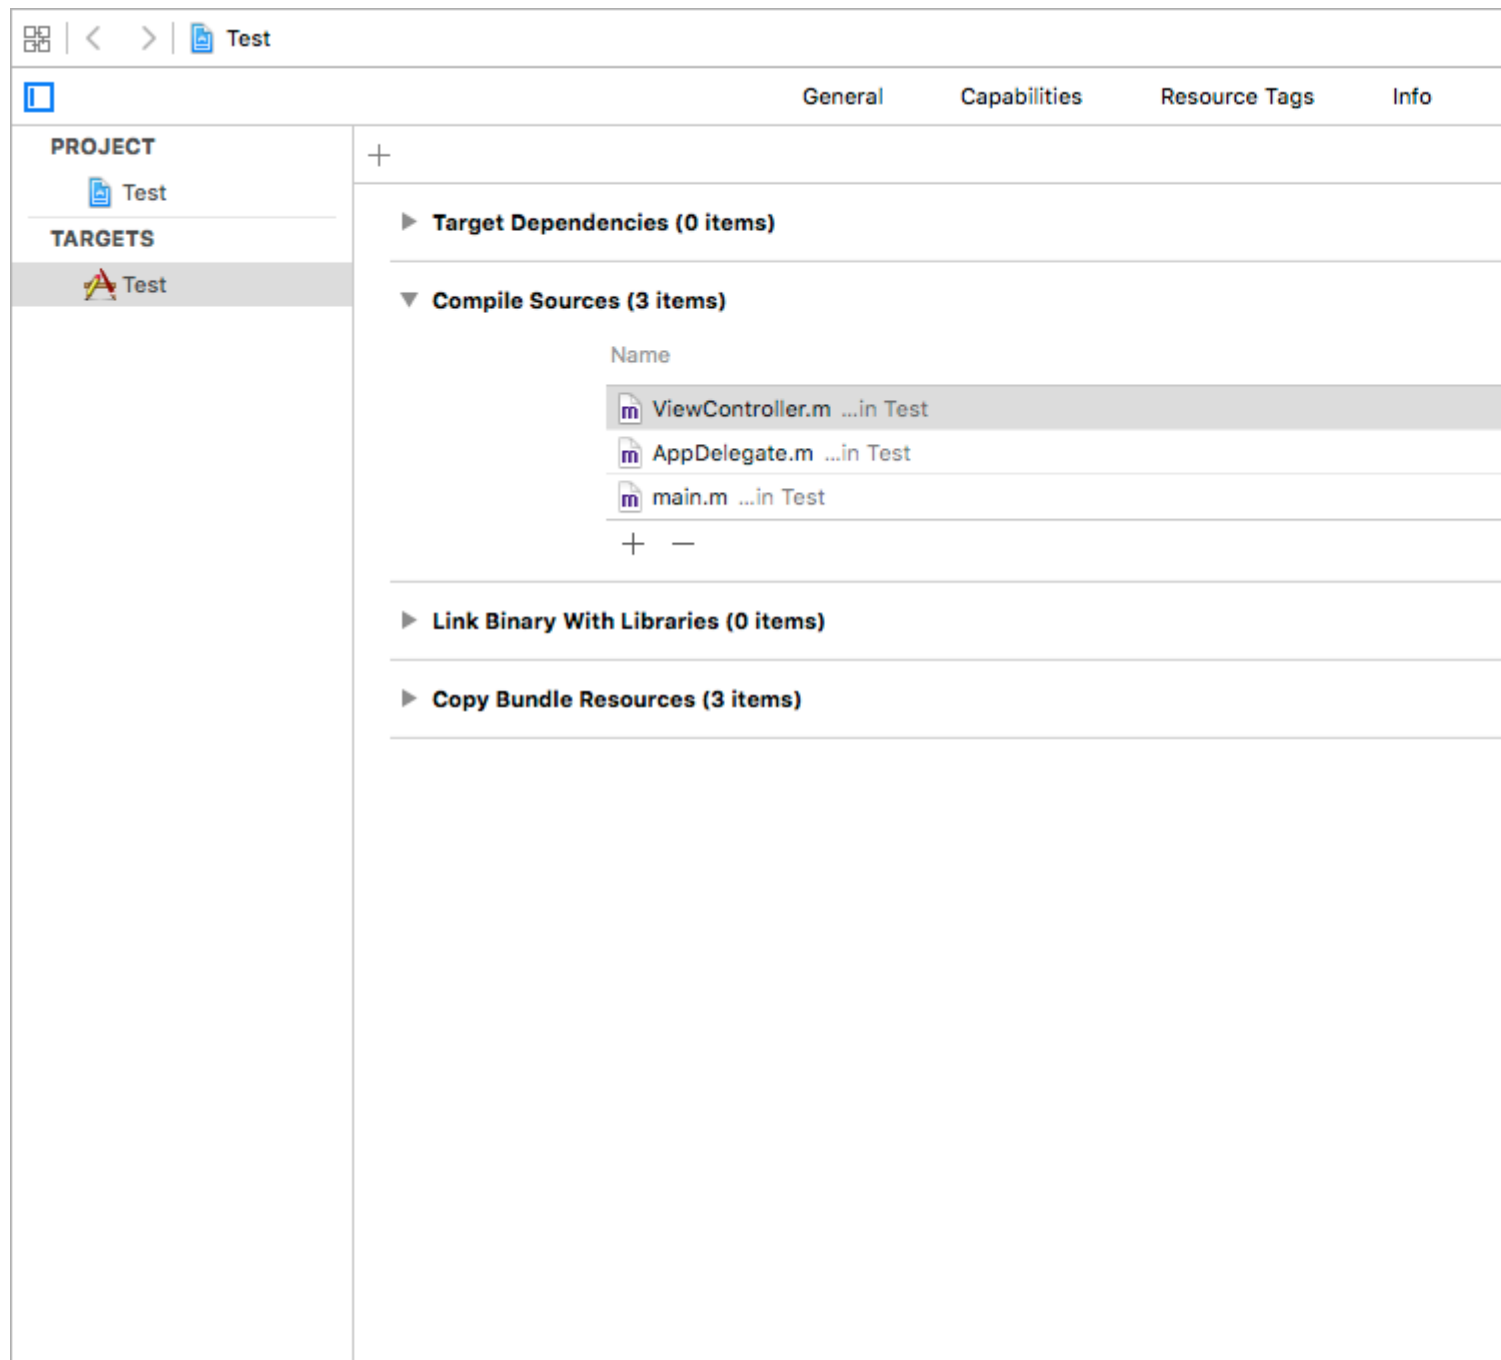 Test
General Capabilities Resource Tags Info
PROJECT
Test
TARGETS
Test
Target Dependencies (0 items)
Compile Sources (3 items)
Name
ViewController.m ...in Test
AppDelegate.m ...in Test
main.m ...in Test
Link Binary With Libraries (0 items)
Copy Bundle Resources (3 items)